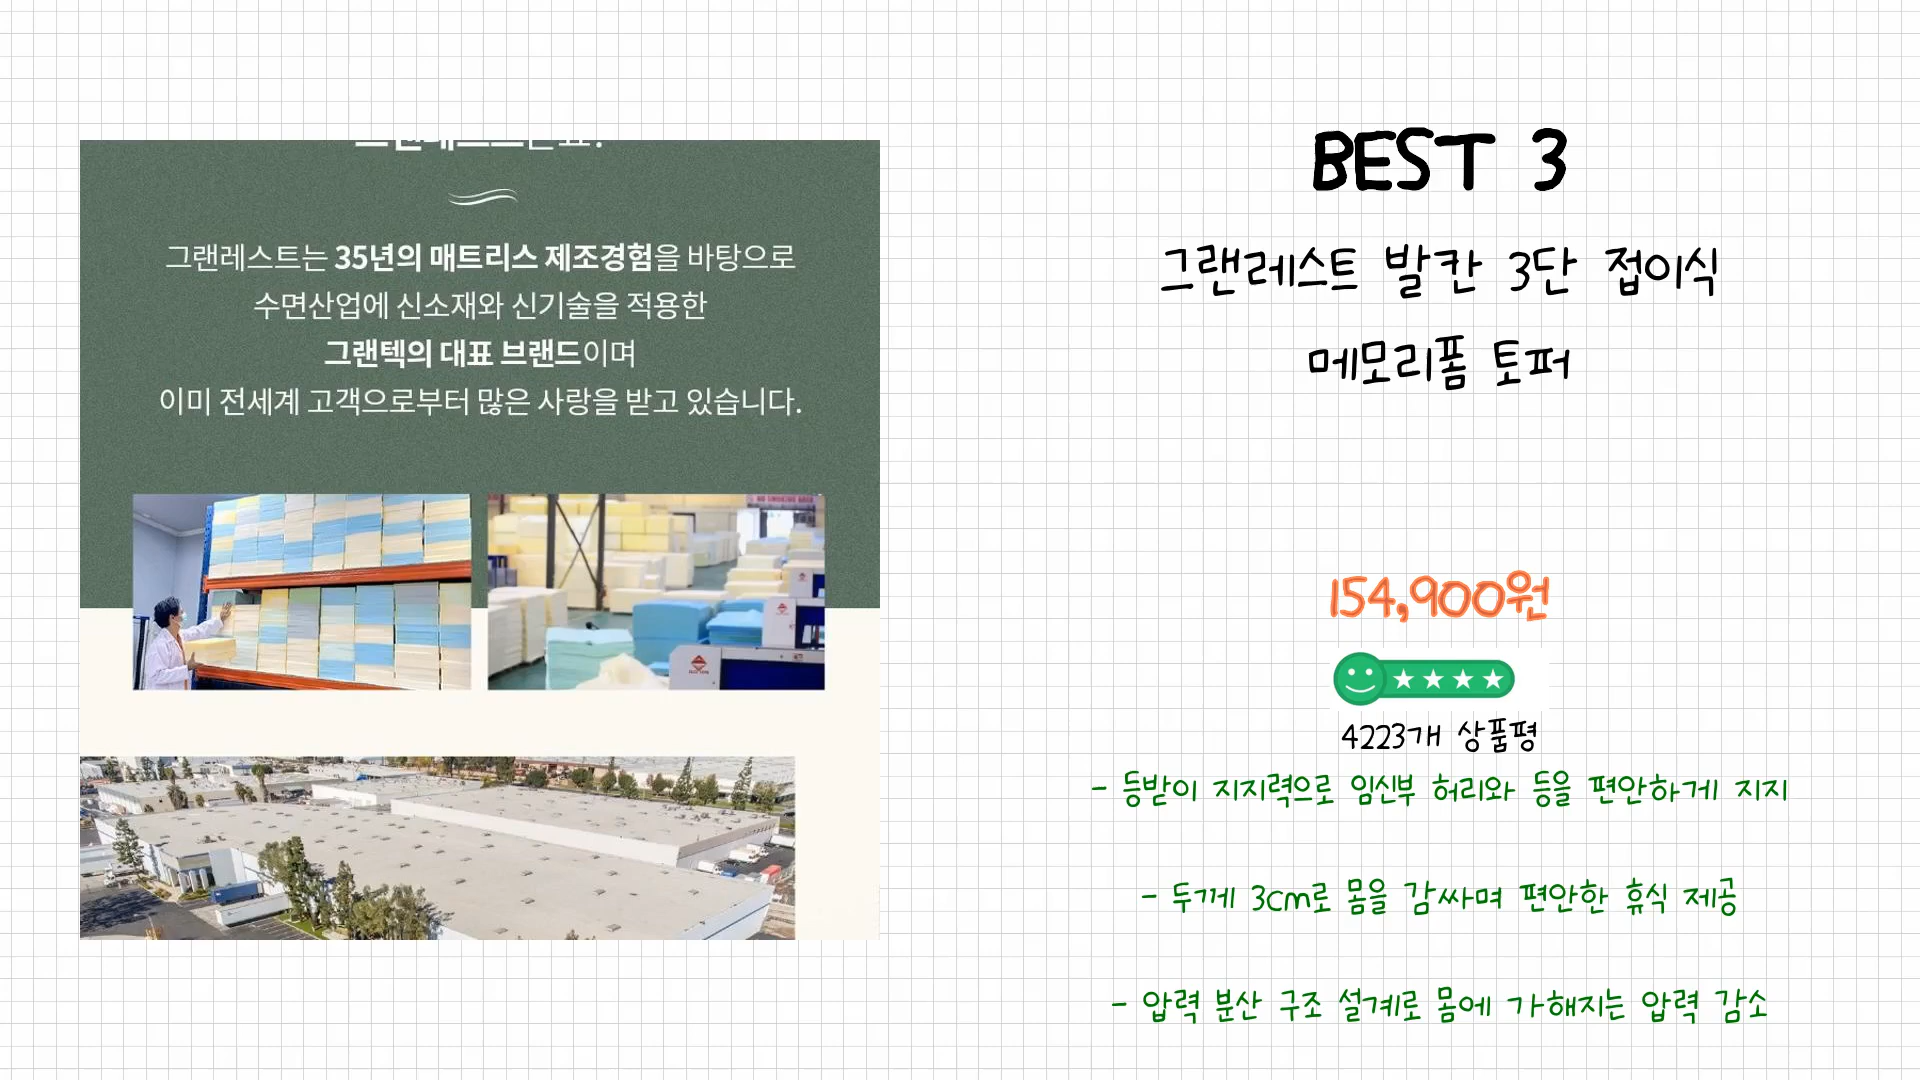 그랜레스트는 35년의 매트리스 제조경험을 바탕으로
수면산업에 신소재와 신기술을 적용한
그랜텍의 대표 브랜드이며
이미 전세계 고객으로부터 많은 사랑을 받고 있습니다.
BEST 3
그랜레스트 발칸 3단 접이식
메모리폼 토퍼
154,900원
4223개 상품평
- 등받이 지지력으로 임신부 허리와 등을 편안하게 지지
- 두께 3cm로 몸을 감싸며 편안한 휴식 제공
- 압력 분산 구조 설계로 몸에 가해지는 압력 감소